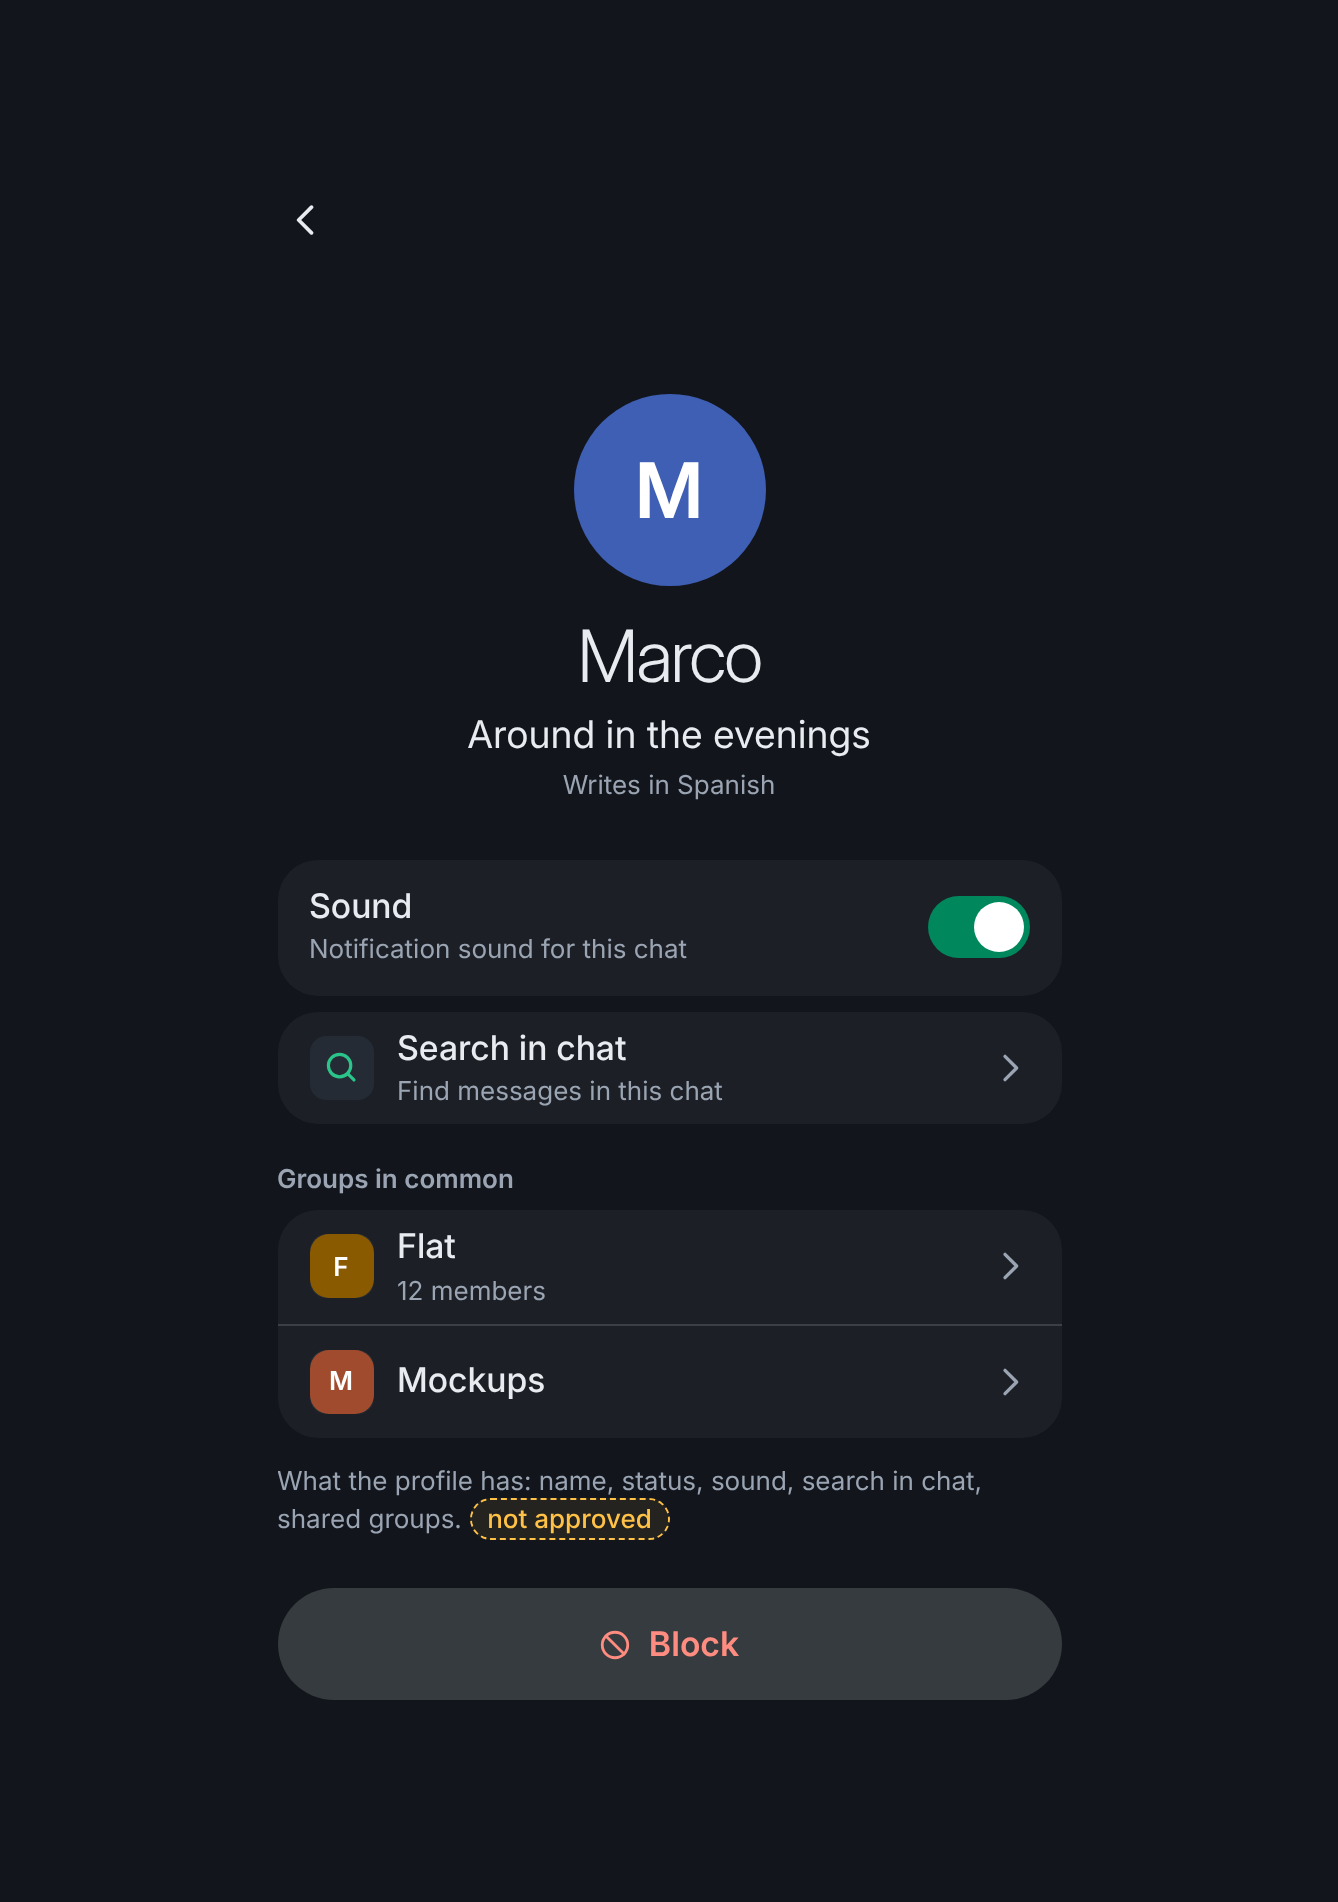 M
Marco
Around in the evenings
Writes in Spanish
Sound
Notification sound for this chat
Search in chat
Find messages in this chat
Groups in common
F
Flat
12 members
M
Mockups
What the profile has: name, status, sound, search in chat,
shared groups. not approved
Block